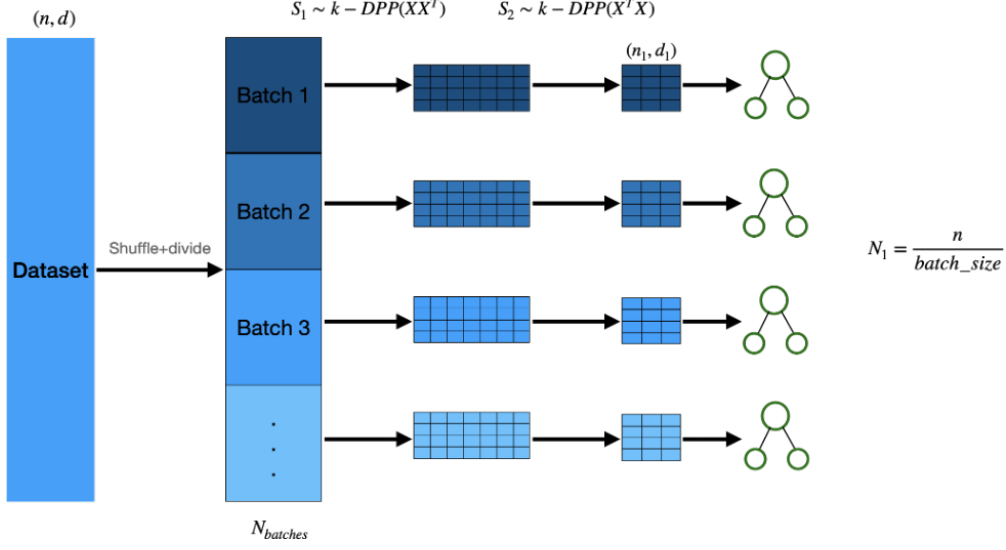 (n, d)
S₁ ∼ k − DPP(XXᵀ)
S₂ ∼ k − DPP(XᵀX)
Batch 1
(n₁, d₁)
Batch 2
Shuffle+divide
Dataset
N₁ = n / batch_size
Batch 3
.
.
.
N_batches